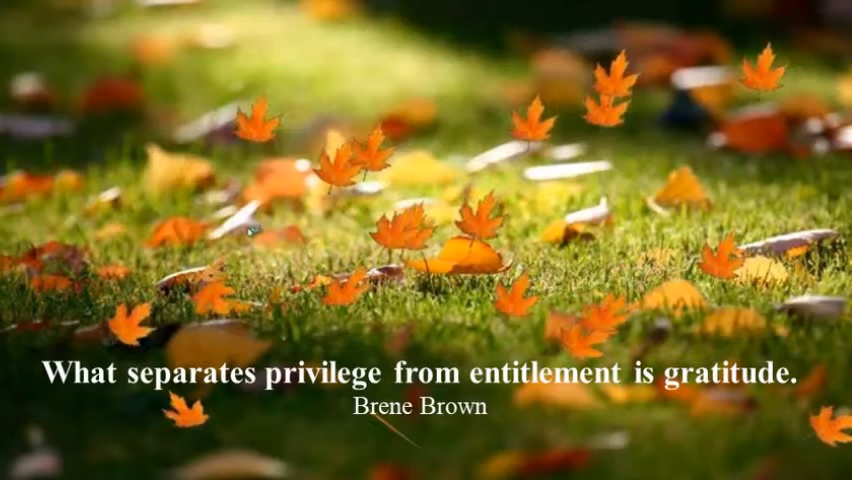 What separates privilege from entitlement is gratitude.
Brene Brown